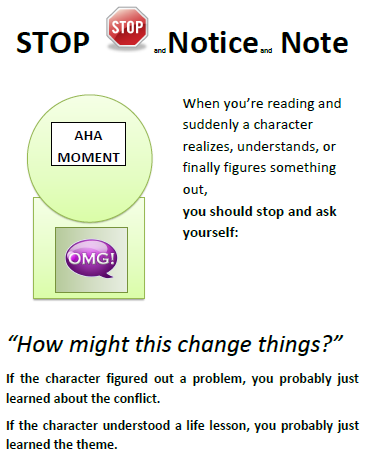 STOP STOP and Notice and Note
AHA
MOMENT
OMG!
When you're reading and
suddenly a character
realizes, understands, or
finally figures something
out,
you should stop and ask
yourself:
“How might this change things?”
If the character figured out a problem, you probably just
learned about the conflict.
If the character understood a life lesson, you probably just
learned the theme.